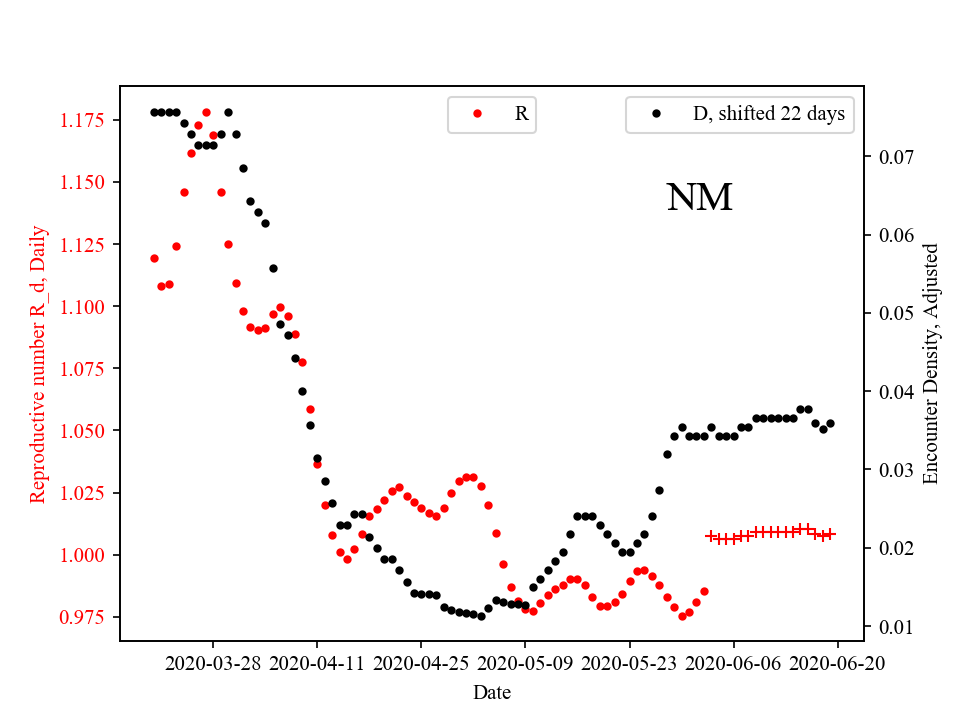 R
D, shifted 22 days
NM
Reproductive number R_d, Daily
1.175
1.150
1.125
1.100
1.075
1.050
1.025
1.000
0.975
0.07
0.06
0.05
0.04
0.03
0.02
0.01
Encounter Density, Adjusted
2020-03-28 2020-04-11 2020-04-25 2020-05-09 2020-05-23 2020-06-06 2020-06-20
Date